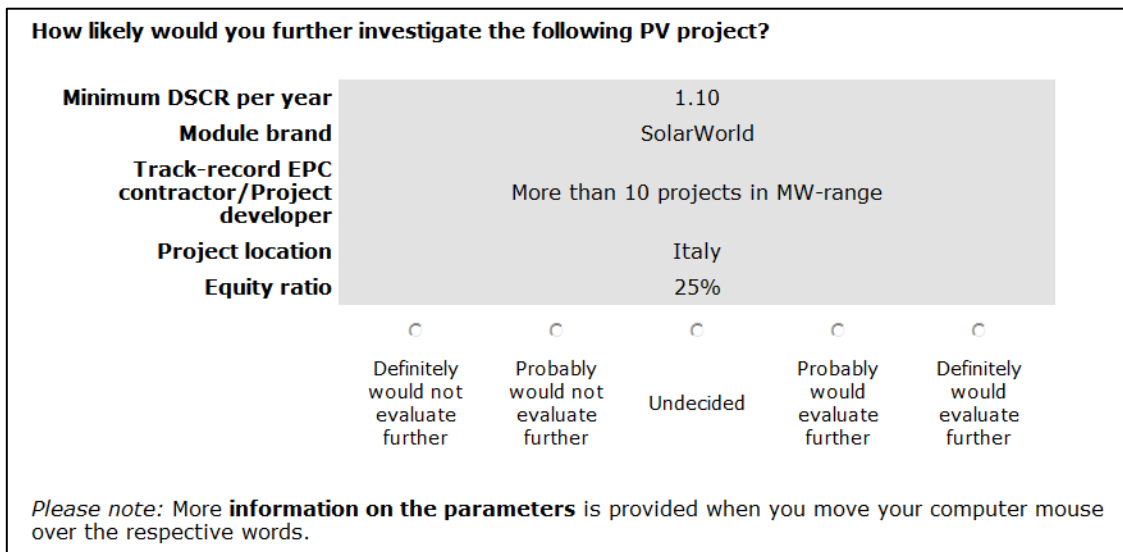 How likely would you further investigate the following PV project?
Minimum DSCR per year 1.10
Module brand SolarWorld
Track-record EPC
contractor/Project More than 10 projects in MW-range
developer
Project location Italy
Equity ratio 25%
Definitely Probably Probably Definitely
would not would not Undecided would would
evaluate evaluate evaluate evaluate
further further further further
Please note: More information on the parameters is provided when you move your computer mouse
over the respective words.